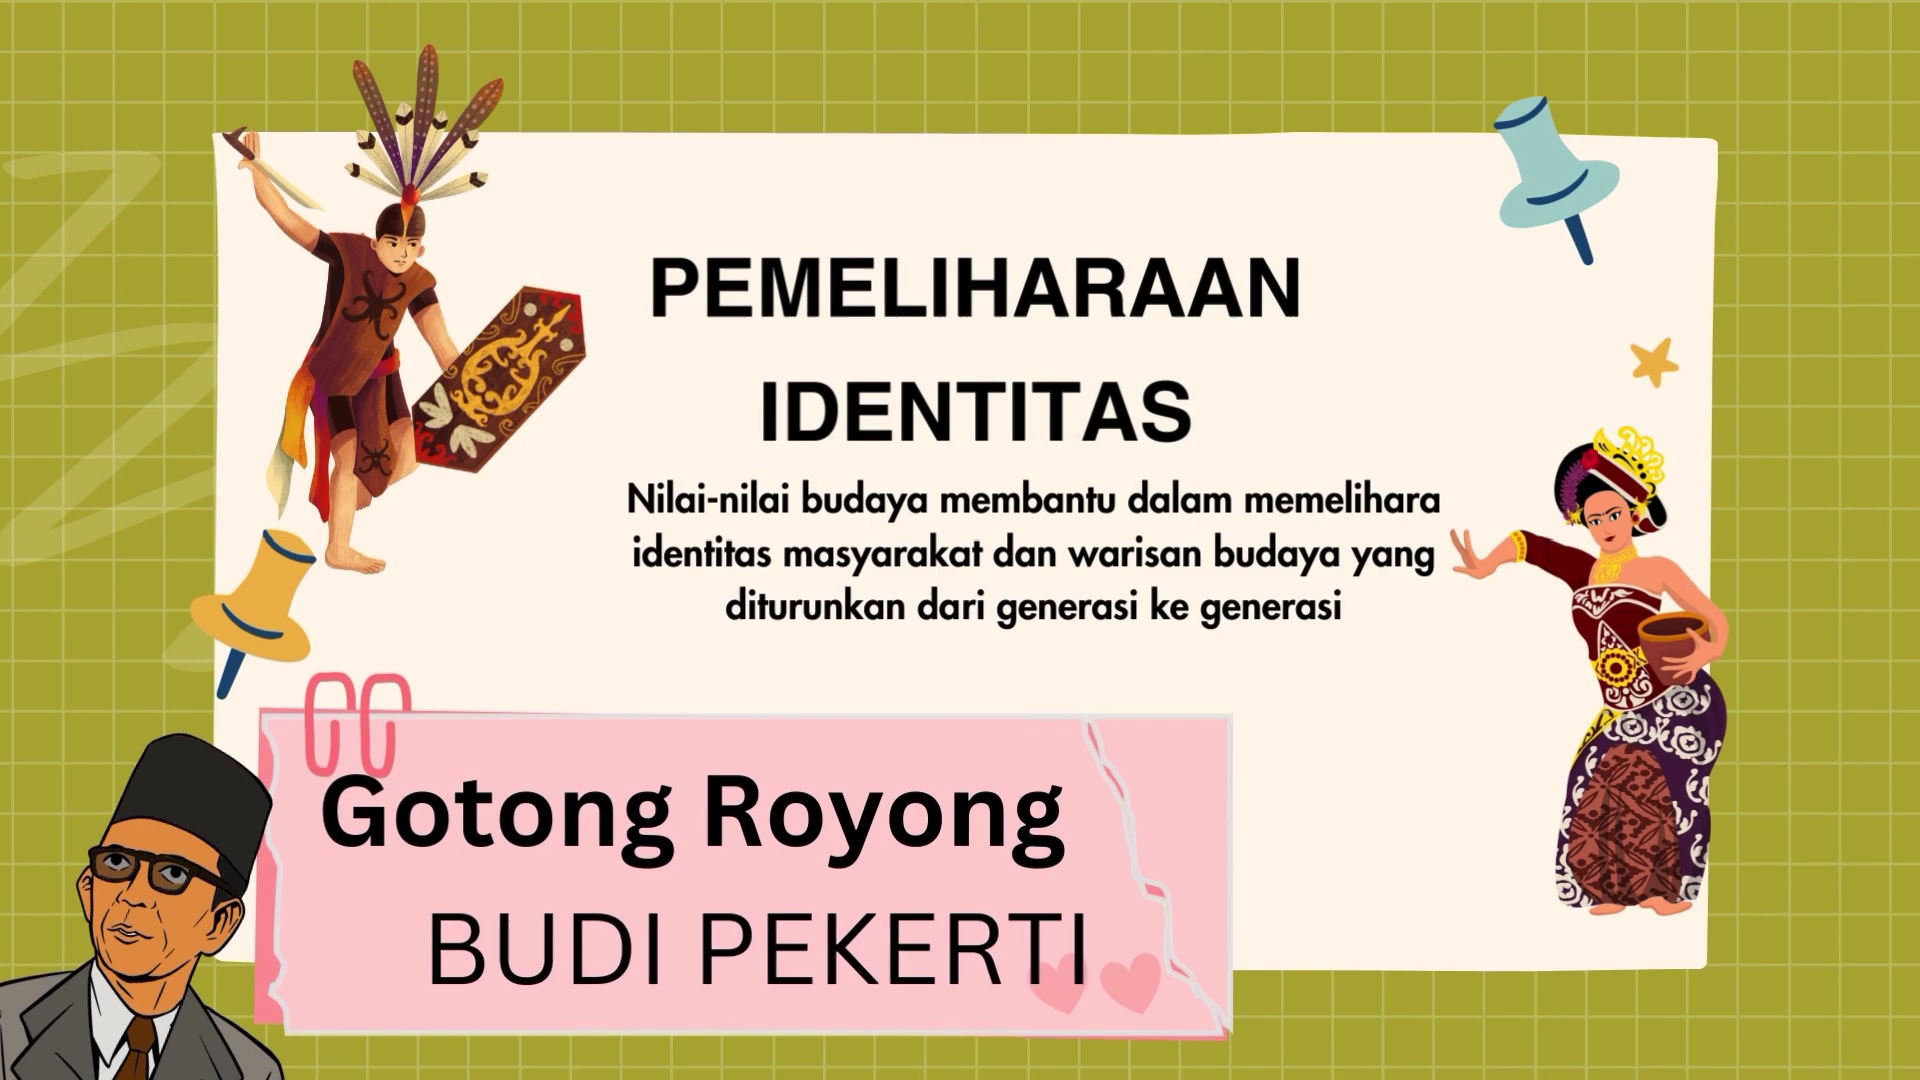 PEMELIHARAAN
IDENTITAS
Nilai-nilai budaya membantu dalam memelihara
identitas masyarakat dan warisan budaya yang
diturunkan dari generasi ke generasi
Gotong Royong
BUDI PEKERTI